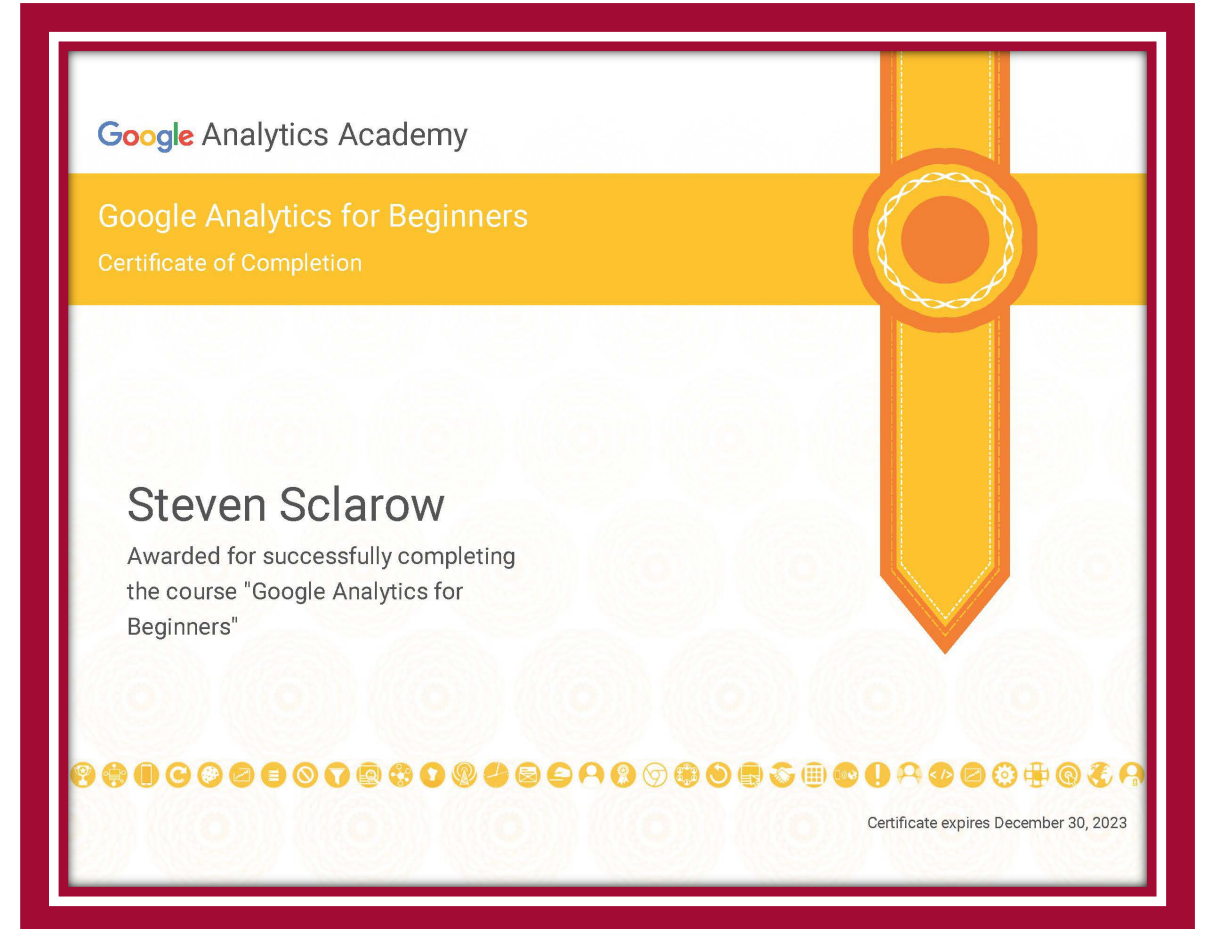 Google Analytics Academy
Google Analytics for Beginners
Certificate of Completion
Steven Sclarow
Awarded for successfully completing
the course "Google Analytics for
Beginners"
Certificate expires December 30, 2023